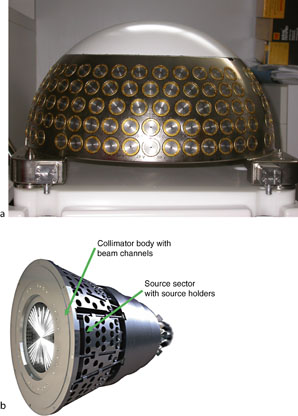 a
Collimator body with
beam channels
Source sector
with source holders
b